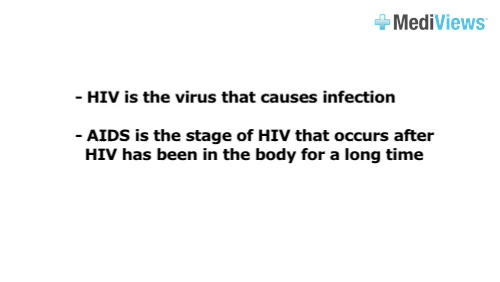 MediViews
- HIV is the virus that causes infection
- AIDS is the stage of HIV that occurs after
HIV has been in the body for a long time